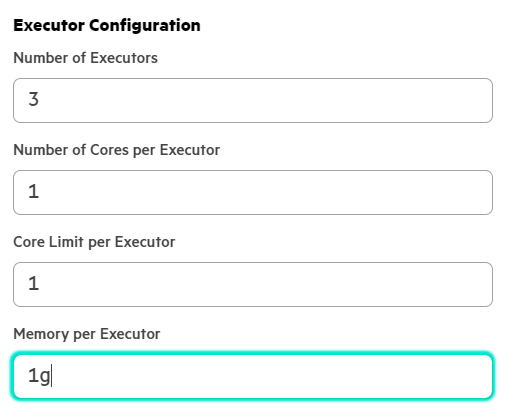 Executor Configuration
Number of Executors
3
Number of Cores per Executor
1
Core Limit per Executor
1
Memory per Executor
1g